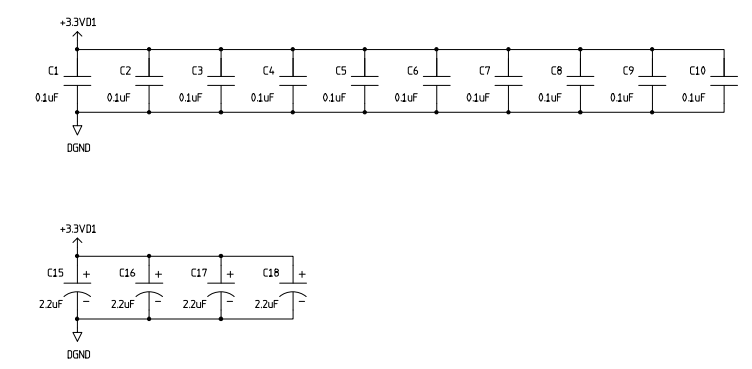 +3.3VD1
C1 C2 C3 C4 C5 C6 C7 C8 C9 C10
0.1uF 0.1uF 0.1uF 0.1uF 0.1uF 0.1uF 0.1uF 0.1uF 0.1uF 0.1uF
DGND
+3.3VD1
C15 + C16 + C17 + C18 +
2.2uF − 2.2uF − 2.2uF − 2.2uF −
DGND